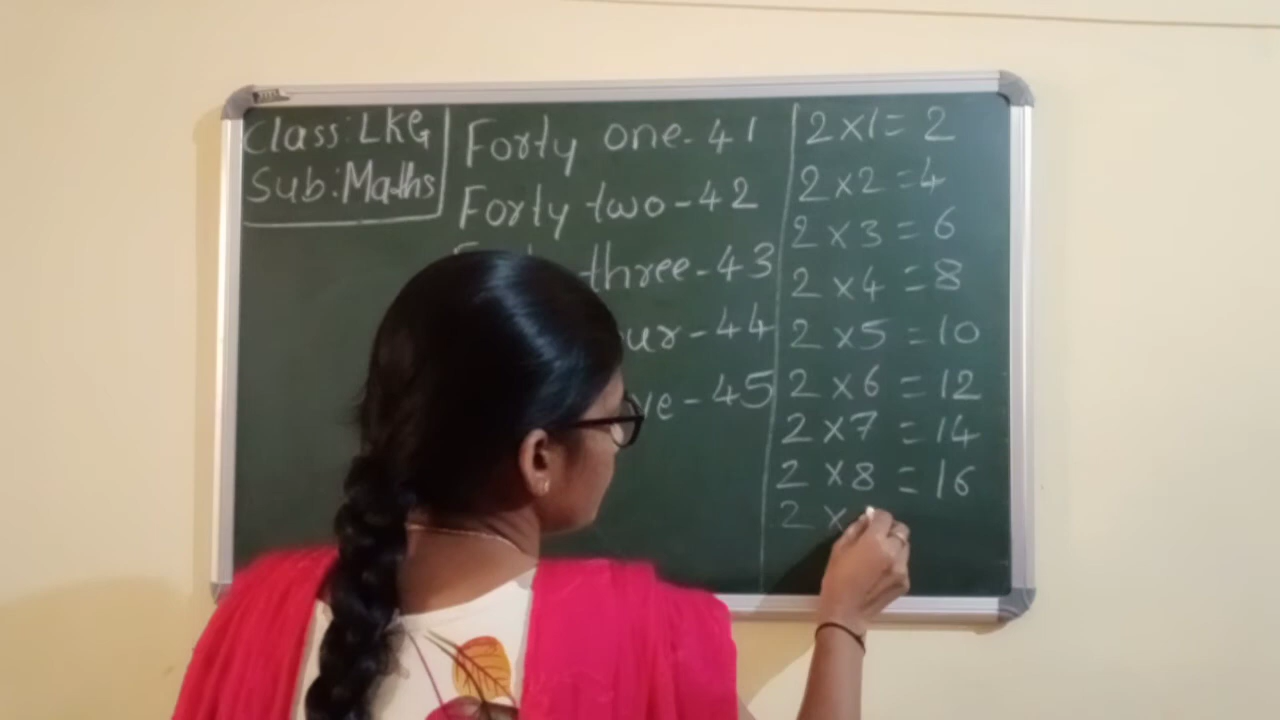 Class: LKG
Sub: Maths
Forty one - 41
Forty two - 42
three - 43
- 44
- 45
2 x 1 = 2
2 x 2 = 4
2 x 3 = 6
2 x 4 = 8
2 x 5 = 10
2 x 6 = 12
2 x 7 = 14
2 x 8 = 16
2 x